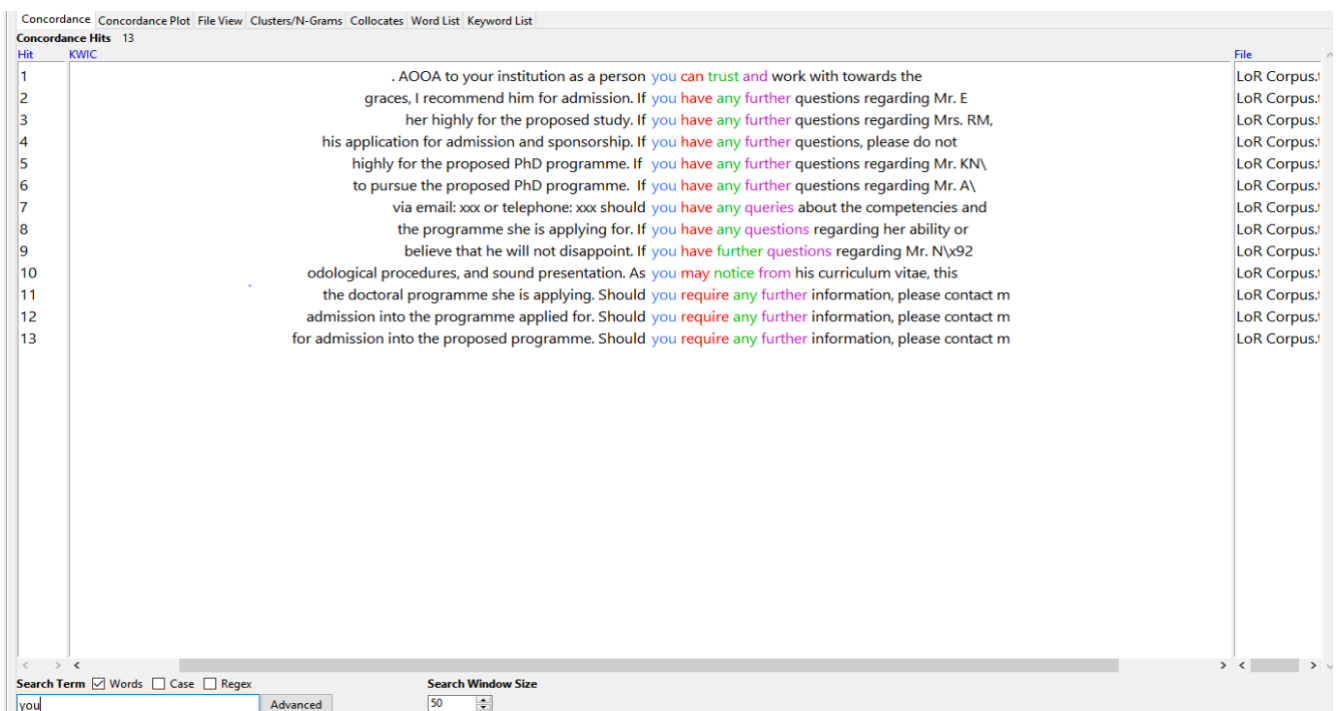 Concordance Concordance Plot File View Clusters/N-Grams Collocates Word List Keyword List
Concordance Hits 13
Hit KWIC File
1 . AOOA to your institution as a person you can trust and work with towards the LoR Corpus.t
2 graces, I recommend him for admission. If you have any further questions regarding Mr. E LoR Corpus.t
3 her highly for the proposed study. If you have any further questions regarding Mrs. RM, LoR Corpus.t
4 his application for admission and sponsorship. If you have any further questions, please do not LoR Corpus.t
5 highly for the proposed PhD programme. If you have any further questions regarding Mr. KN\ LoR Corpus.t
6 to pursue the proposed PhD programme. If you have any further questions regarding Mr. A\ LoR Corpus.t
7 via email: xxx or telephone: xxx should you have any queries about the competencies and LoR Corpus.t
8 the programme she is applying for. If you have any questions regarding her ability or LoR Corpus.t
9 believe that he will not disappoint. If you have further questions regarding Mr. N\x92 LoR Corpus.t
10 odological procedures, and sound presentation. As you may notice from his curriculum vitae, this LoR Corpus.t
11 the doctoral programme she is applying. Should you require any further information, please contact m LoR Corpus.t
12 admission into the programme applied for. Should you require any further information, please contact m LoR Corpus.t
13 for admission into the proposed programme. Should you require any further information, please contact m LoR Corpus.t
Search Term Words Case Regex Search Window Size
you Advanced 50